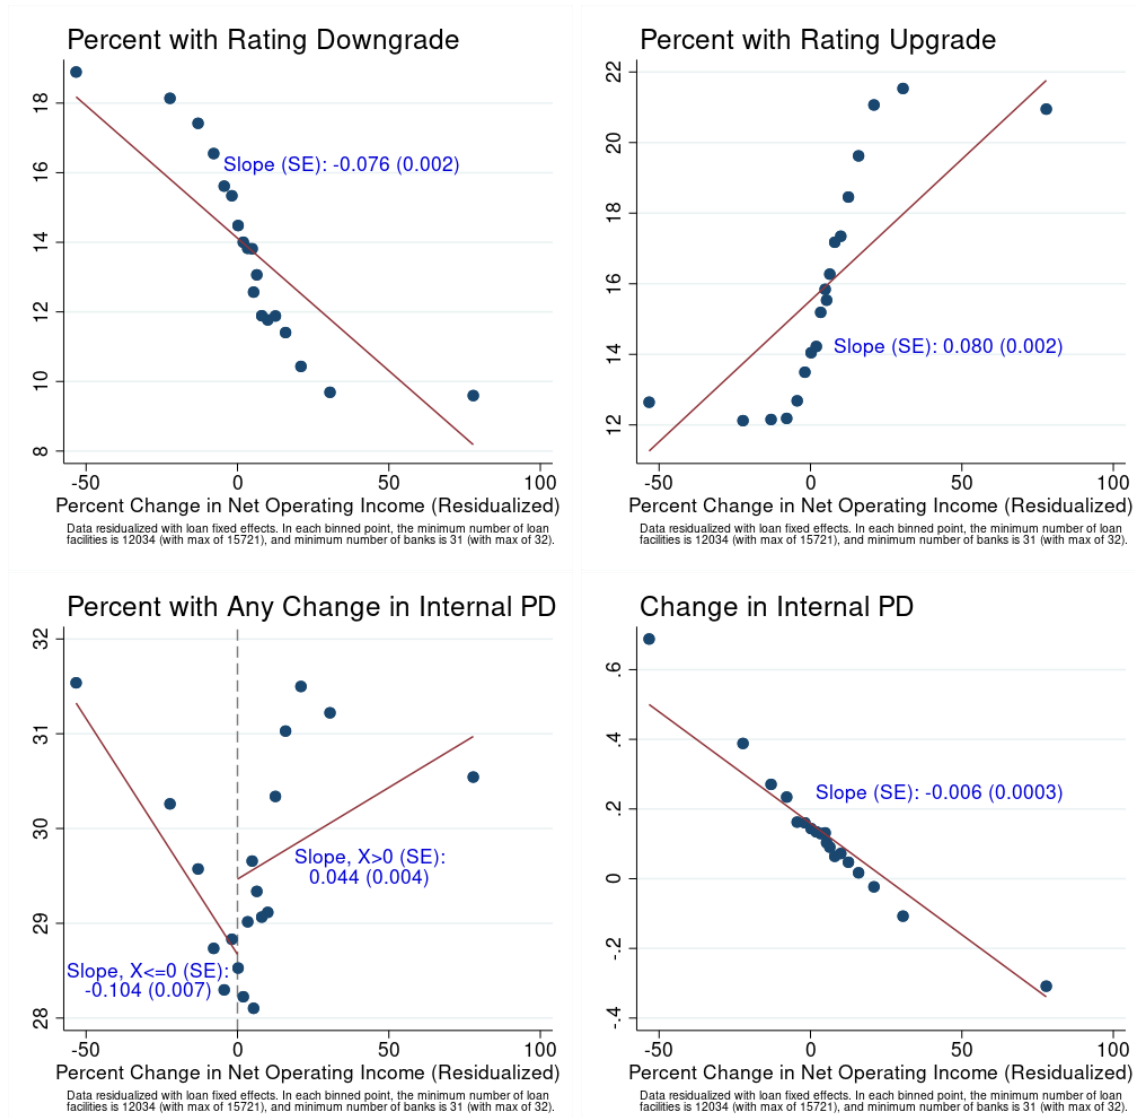 Percent with Rating Downgrade
18
16
14
12
10
8
Slope (SE): -0.076 (0.002)
-50 0 50 100
Percent Change in Net Operating Income (Residualized)
Data residualized with loan fixed effects. In each binned point, the minimum number of loan
facilities is 12034 (with max of 15721), and minimum number of banks is 31 (with max of 32).
Percent with Rating Upgrade
22
20
18
16
14
12
Slope (SE): 0.080 (0.002)
-50 0 50 100
Percent Change in Net Operating Income (Residualized)
Data residualized with loan fixed effects. In each binned point, the minimum number of loan
facilities is 12034 (with max of 15721), and minimum number of banks is 31 (with max of 32).
Percent with Any Change in Internal PD
32
31
30
29
28
Slope, X>0 (SE):
0.044 (0.004)
Slope, X<=0 (SE):
-0.104 (0.007)
-50 0 50 100
Percent Change in Net Operating Income (Residualized)
Data residualized with loan fixed effects. In each binned point, the minimum number of loan
facilities is 12034 (with max of 15721), and minimum number of banks is 31 (with max of 32).
Change in Internal PD
.6
.4
.2
0
-.2
-.4
Slope (SE): -0.006 (0.0003)
-50 0 50 100
Percent Change in Net Operating Income (Residualized)
Data residualized with loan fixed effects. In each binned point, the minimum number of loan
facilities is 12034 (with max of 15721), and minimum number of banks is 31 (with max of 32).